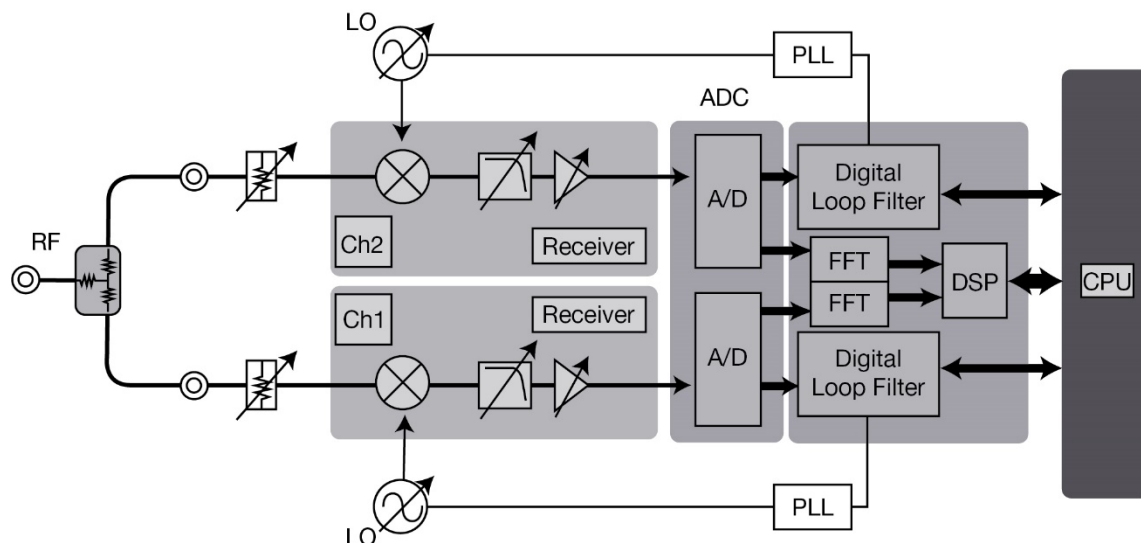 LO
PLL
ADC
RF
Ch2
Receiver
A/D
Digital
Loop Filter
FFT
FFT
DSP
CPU
Ch1
Receiver
A/D
Digital
Loop Filter
LO
PLL